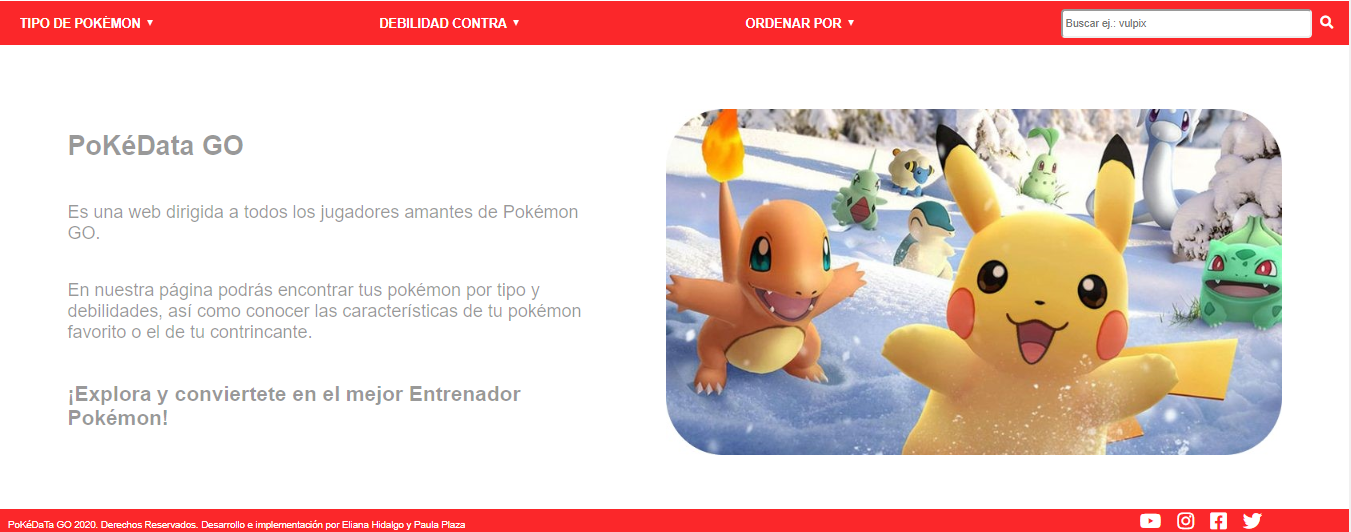 TIPO DE POKÉMON ▼
DEBILIDAD CONTRA ▼
ORDENAR POR ▼
Buscar ej.: vulpix
PoKéData GO
Es una web dirigida a todos los jugadores amantes de Pokémon
GO.
En nuestra página podrás encontrar tus pokémon por tipo y
debilidades, así como conocer las características de tu pokémon
favorito o el de tu contrincante.
¡Explora y conviertete en el mejor Entrenador
Pokémon!
PoKéDaTa GO 2020. Derechos Reservados. Desarrollo e implementación por Eliana Hidalgo y Paula Plaza